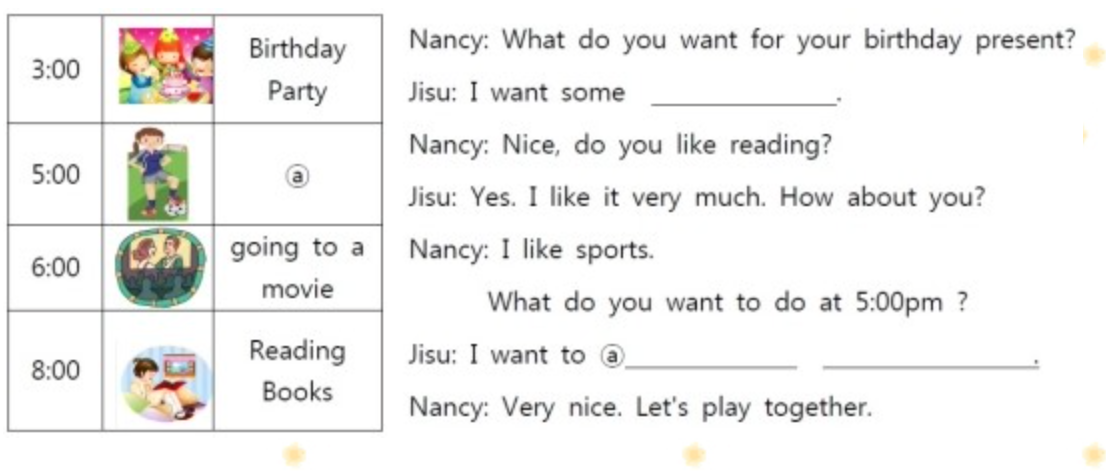 3:00
Birthday
Party
5:00
ⓐ
6:00
going to a
movie
8:00
Reading
Books
Nancy: What do you want for your birthday present?
Jisu: I want some ____________.
Nancy: Nice, do you like reading?
Jisu: Yes. I like it very much. How about you?
Nancy: I like sports.
What do you want to do at 5:00pm ?
Jisu: I want to ⓐ___________ ______________.
Nancy: Very nice. Let's play together.